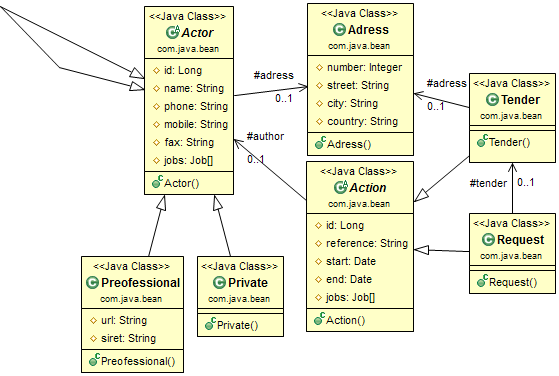 <<Java Class>>
Actor
com.java.bean
id: Long
name: String
phone: String
mobile: String
fax: String
jobs: Job[]
Actor()
#adress
0..1
<<Java Class>>
Adress
com.java.bean
number: Integer
street: String
city: String
country: String
Adress()
#adress
0..1
<<Java Class>>
Tender
com.java.bean
Tender()
#author
0..1
<<Java Class>>
Action
com.java.bean
id: Long
reference: String
start: Date
end: Date
jobs: Job[]
Action()
#tender
0..1
<<Java Class>>
Request
com.java.bean
Request()
<<Java Class>>
Preofessional
com.java.bean
url: String
siret: String
Preofessional()
<<Java Class>>
Private
com.java.bean
Private()